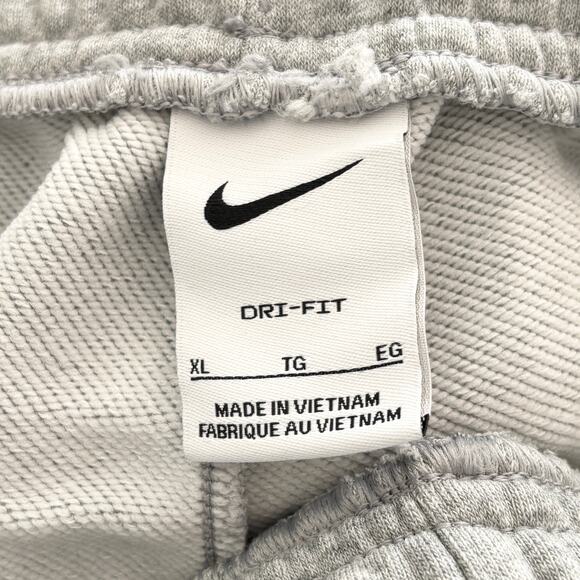 DRI-FIT
XL TG EG
MADE IN VIETNAM
FABRIQUE AU VIETNAM